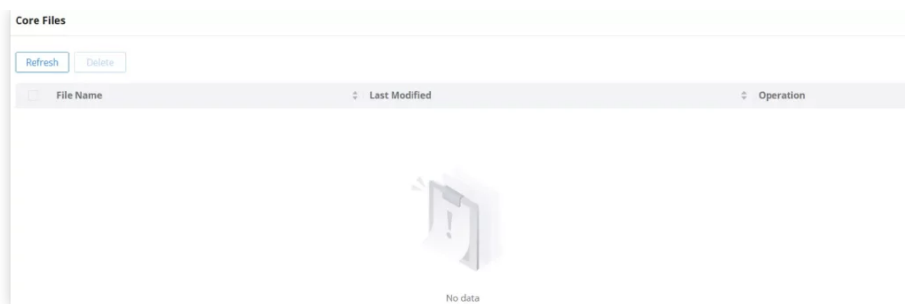 Core Files
Refresh Delete
File Name Last Modified Operation
No data